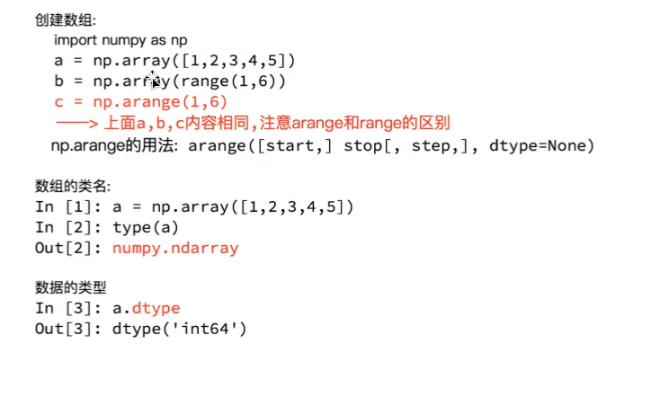 创建数组:
import numpy as np
a = np.array([1,2,3,4,5])
b = np.array(range(1,6))
c = np.arange(1,6)
———> 上面a,b,c内容相同,注意arange和range的区别
np.arange的用法: arange([start,] stop[, step,], dtype=None)
数组的类名:
In [1]: a = np.array([1,2,3,4,5])
In [2]: type(a)
Out[2]: numpy.ndarray
数据的类型
In [3]: a.dtype
Out[3]: dtype('int64')